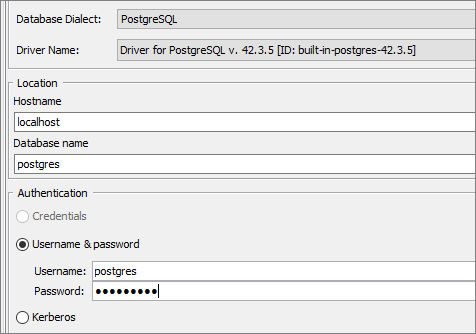 Database Dialect: PostgreSQL
Driver Name: Driver for PostgreSQL v. 42.3.5 [ID: built-in-postgres-42.3.5]
Location
Hostname
localhost
Database name
postgres
Authentication
Credentials
Username & password
Username: postgres
Password: ●●●●●●●●●
Kerberos